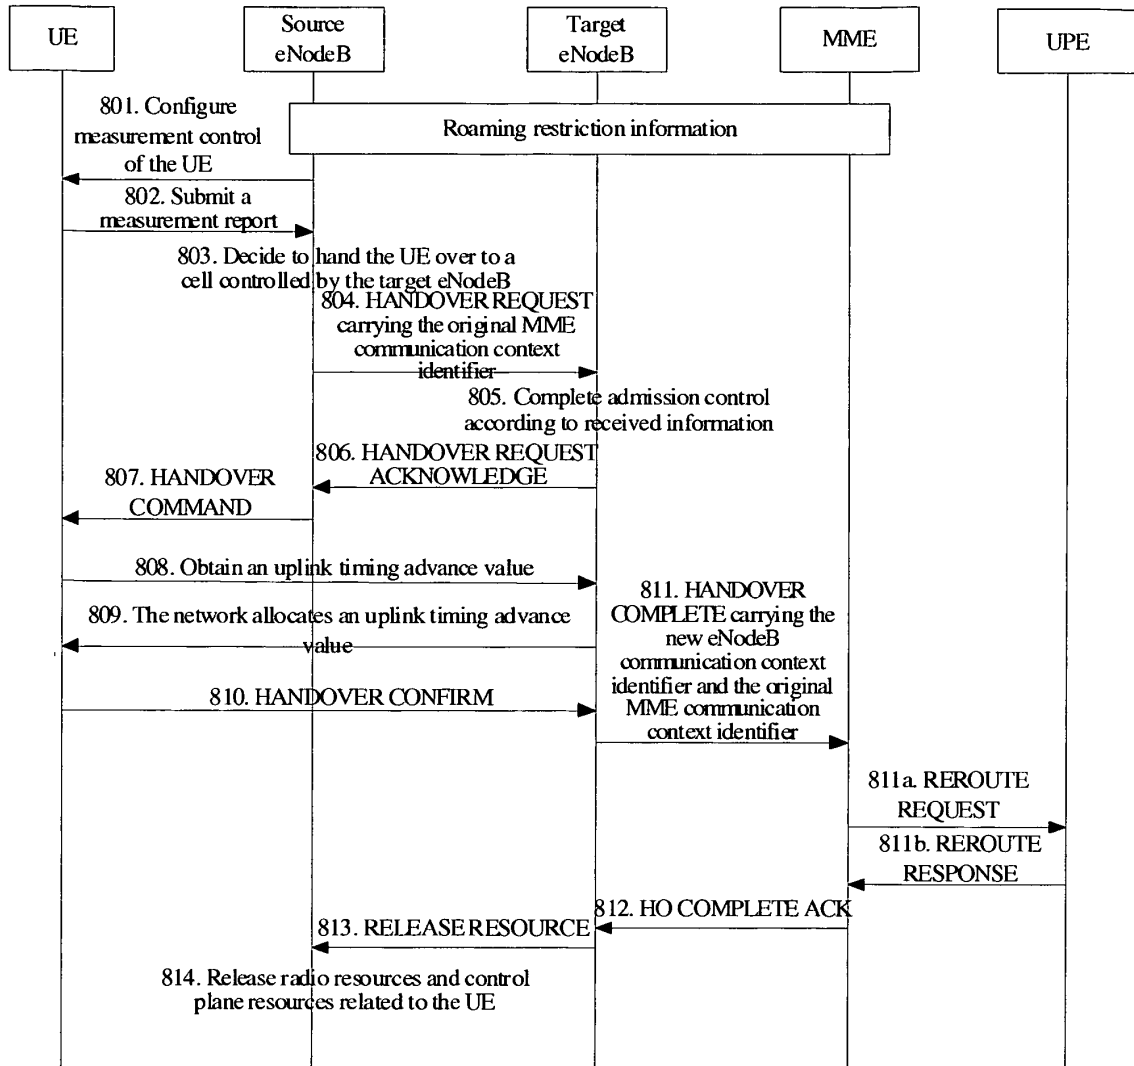 UE
Source
eNodeB
Target
eNodeB
MME
UPE
801. Configure
measurement control
of the UE
Roaming restriction information
802. Submit a
measurement report
803. Decide to hand the UE over to a
cell controlled by the target eNodeB
804. HANDOVER REQUEST
carrying the original MME
communication context
identifier
805. Complete admission control
according to received information
806. HANDOVER REQUEST
ACKNOWLEDGE
807. HANDOVER
COMMAND
808. Obtain an uplink timing advance value
809. The network allocates an uplink timing advance
value
810. HANDOVER CONFIRM
811. HANDOVER
COMPLETE carrying the
new eNodeB
communication context
identifier and the original
MME communication
context identifier
811a. REROUTE
REQUEST
811b. REROUTE
RESPONSE
812. HO COMPLETE ACK
813. RELEASE RESOURCE
814. Release radio resources and control
plane resources related to the UE